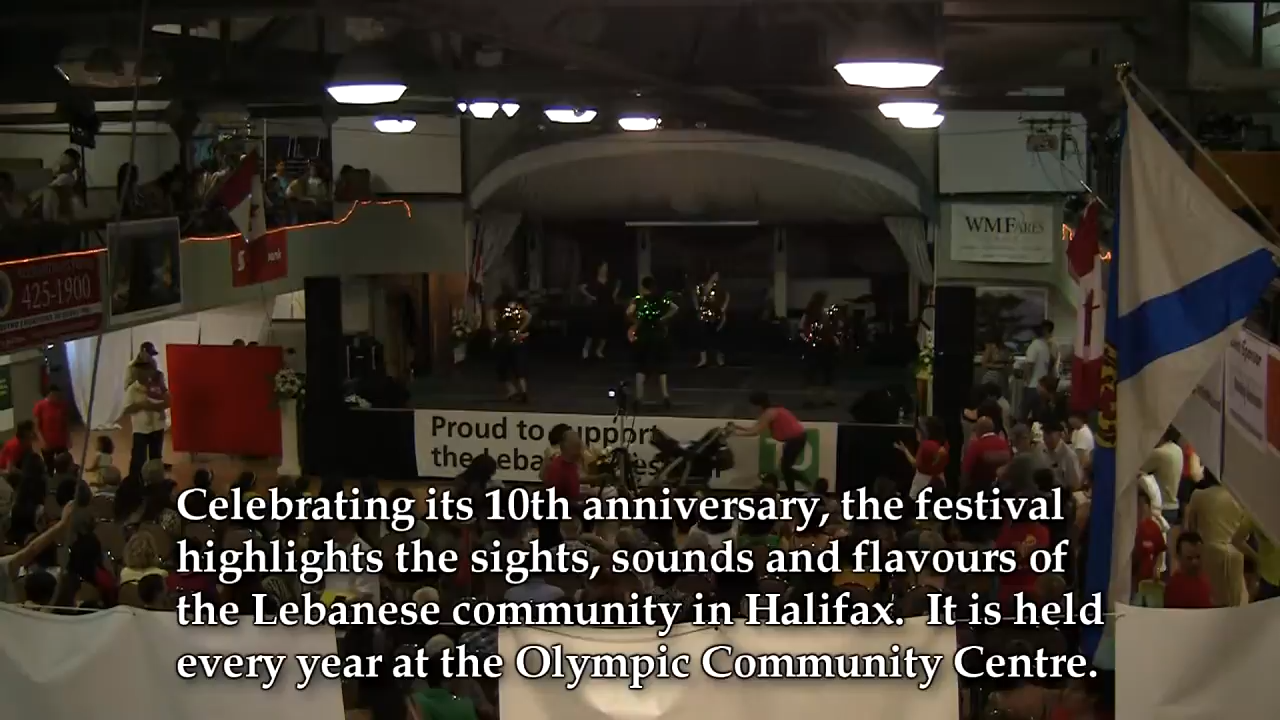 WMFARES
425-1900
Proud to support
the Leba
Celebrating its 10th anniversary, the festival
highlights the sights, sounds and flavours of
the Lebanese community in Halifax. It is held
every year at the Olympic Community Centre.